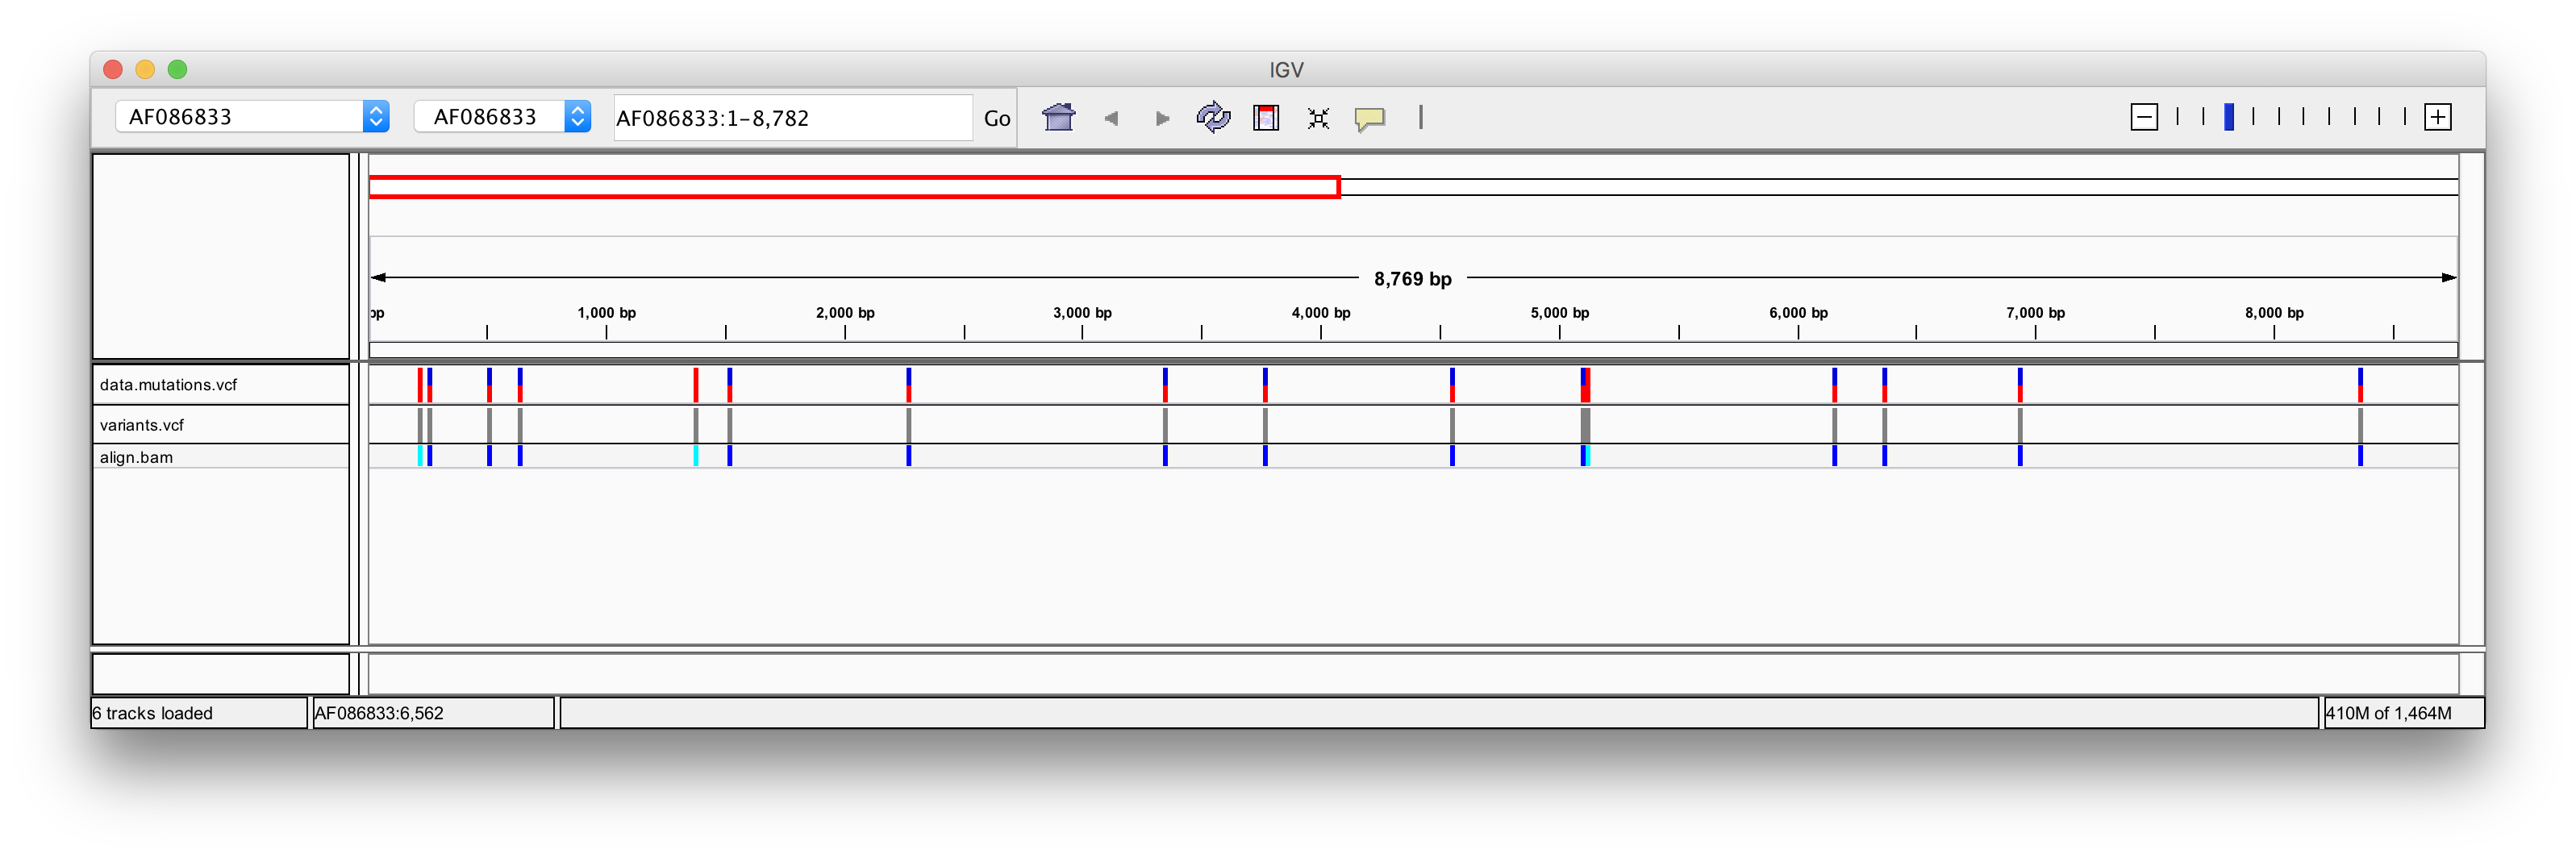 IGV
AF086833 AF086833 AF086833:1-8,782 Go
8,769 bp
bp 1,000 bp 2,000 bp 3,000 bp 4,000 bp 5,000 bp 6,000 bp 7,000 bp 8,000 bp
data.mutations.vcf
variants.vcf
align.bam
6 tracks loaded AF086833:6,562 410M of 1,464M